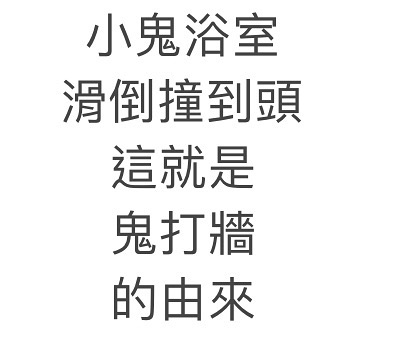 小鬼浴室
滑倒撞到頭
這就是
鬼打牆
的由來